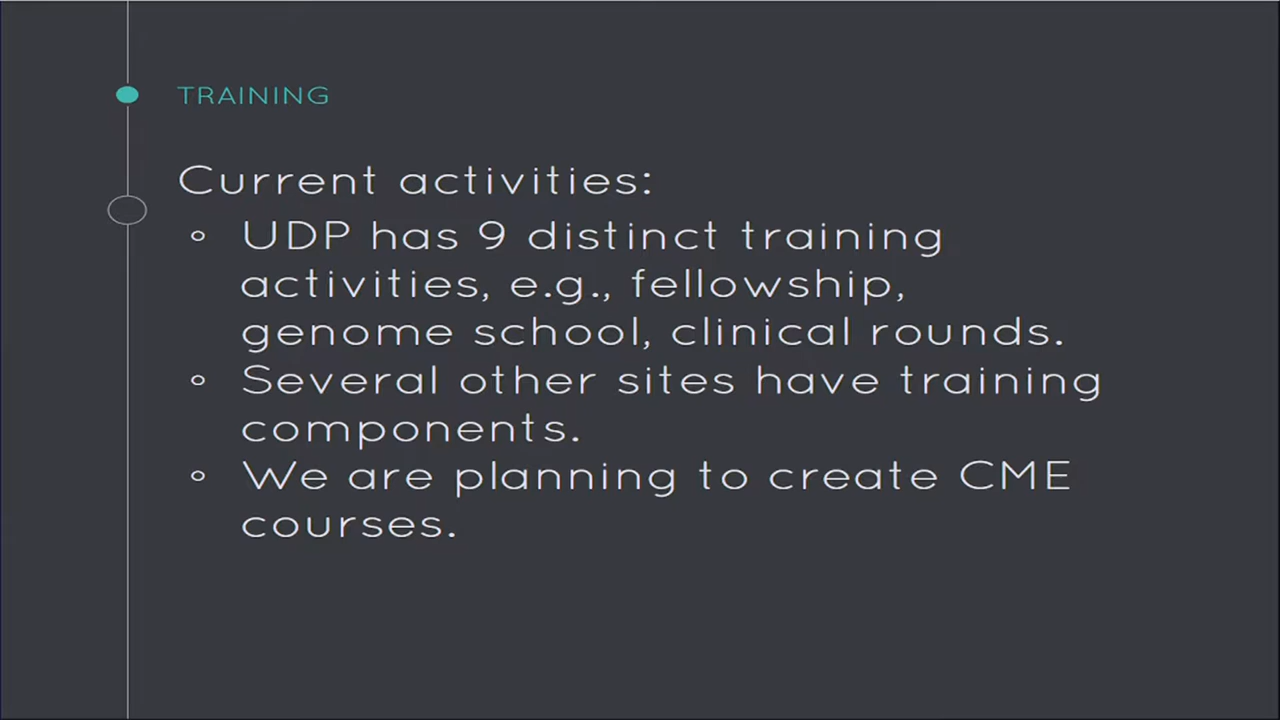 TRAINING
Current activities:
◦ UDP has 9 distinct training
activities, e.g., fellowship,
genome school, clinical rounds.
◦ Several other sites have training
components.
◦ We are planning to create CME
courses.